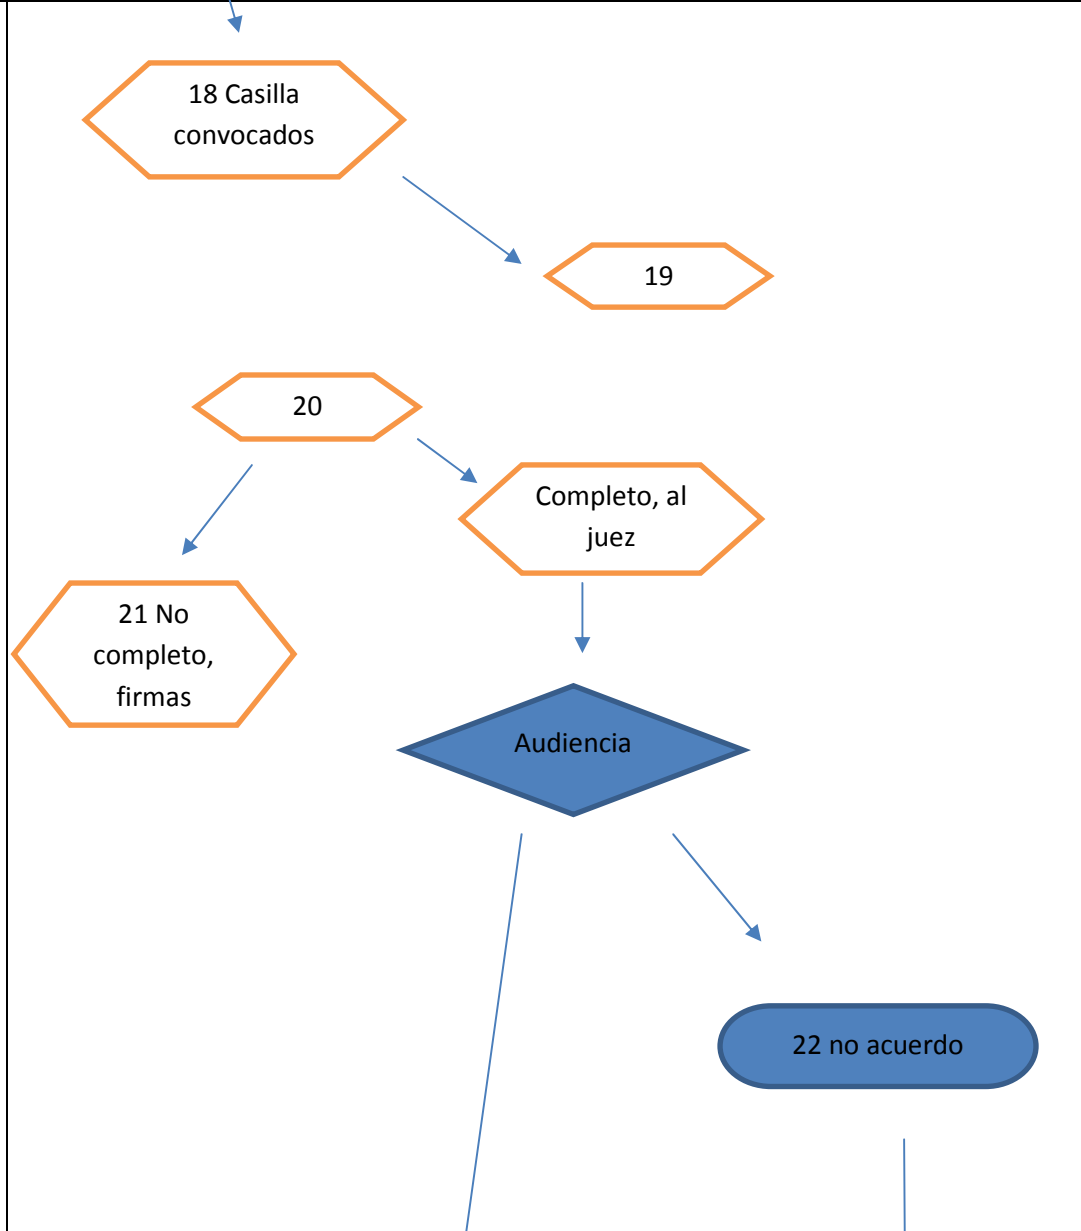 18 Casilla
convocados
19
20
Completo, al
juez
21 No
completo,
firmas
Audiencia
22 no acuerdo